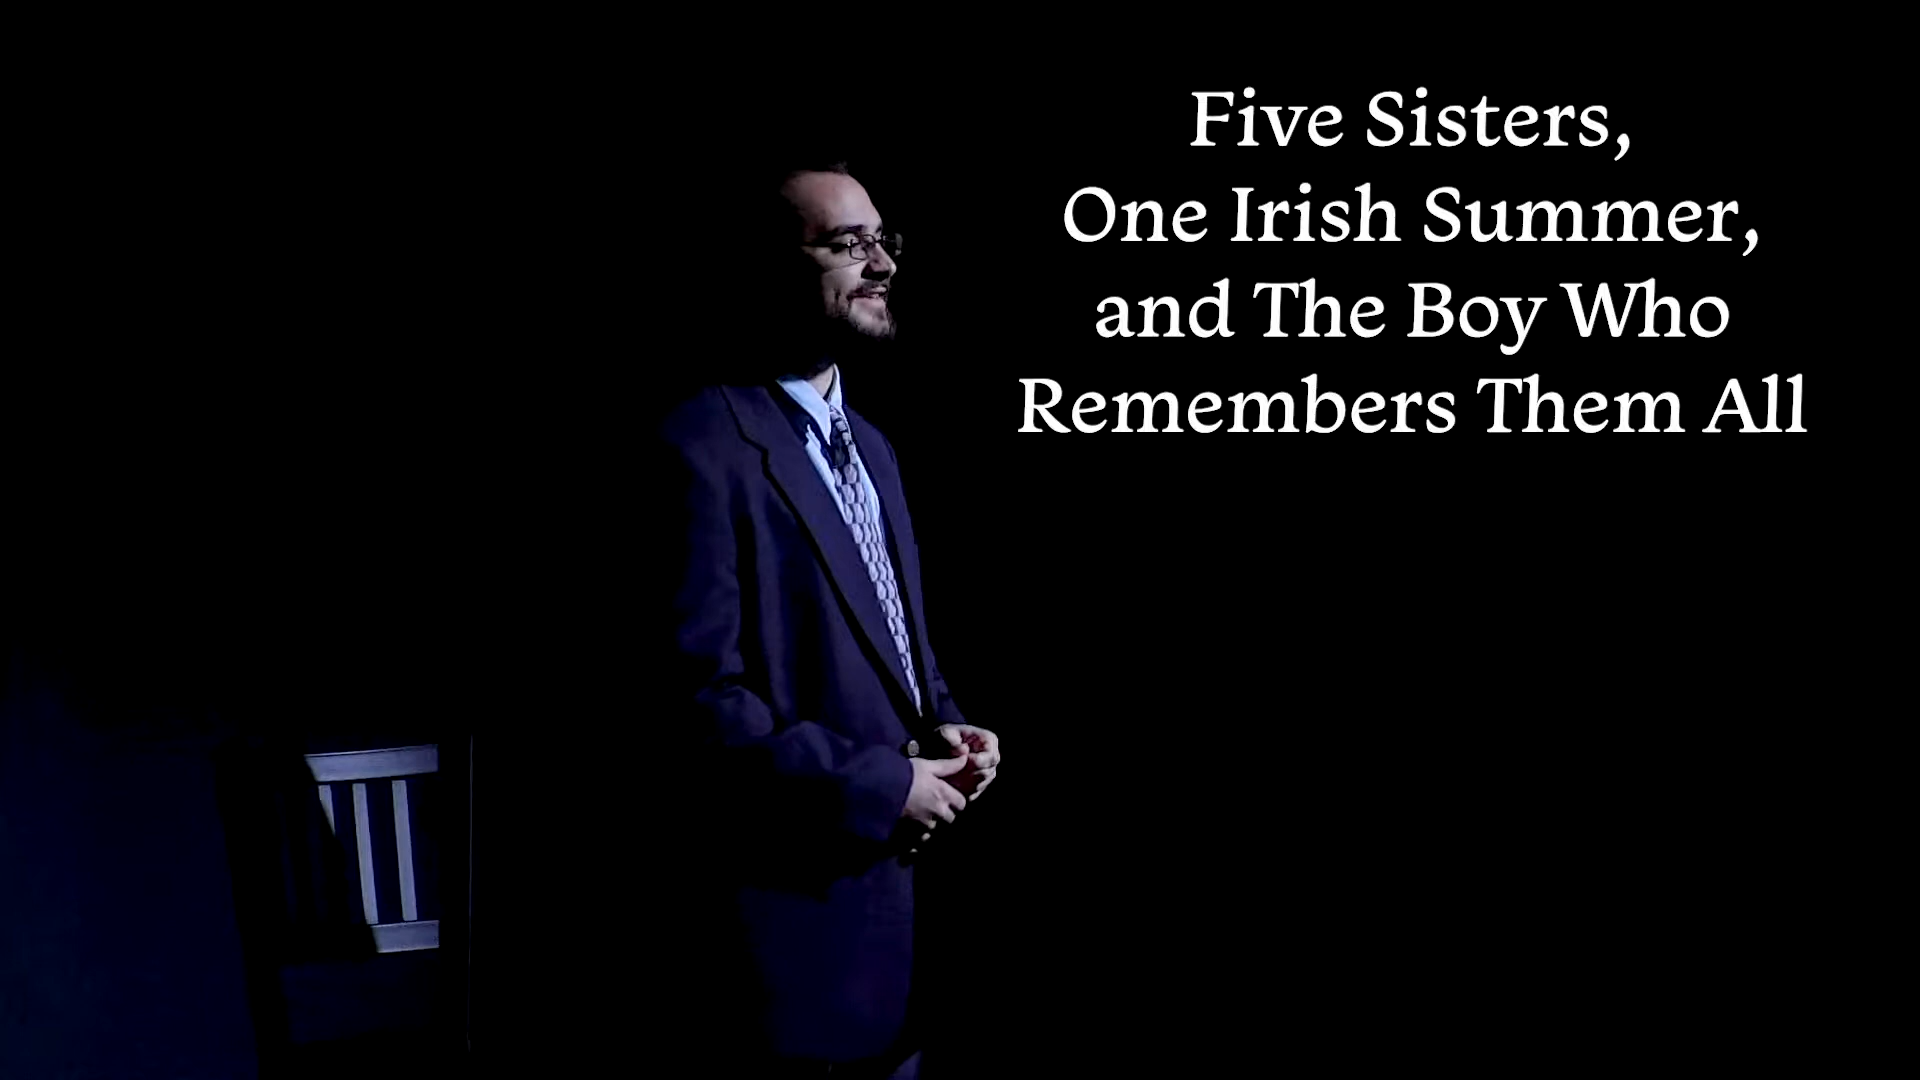 Five Sisters,
One Irish Summer,
and The Boy Who
Remembers Them All